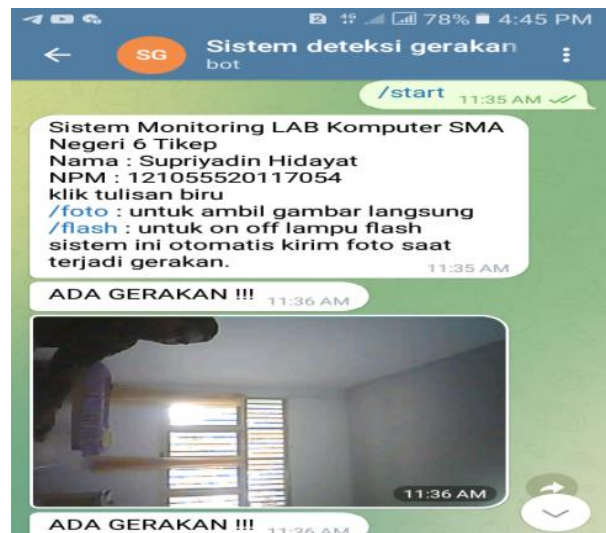 78% 4:45 PM
SG Sistem deteksi gerakan
bot
/start 11:35 AM
Sistem Monitoring LAB Komputer SMA
Negeri 6 Tikep
Nama : Supriyadin Hidayat
NPM : 121055520117054
klik tulisan biru
/foto : untuk ambil gambar langsung
/flash : untuk on off lampu flash
sistem ini otomatis kirim foto saat
terjadi gerakan.
11:35 AM
ADA GERAKAN !!! 11:36 AM
11:36 AM
ADA GERAKAN !!! 11:36 AM